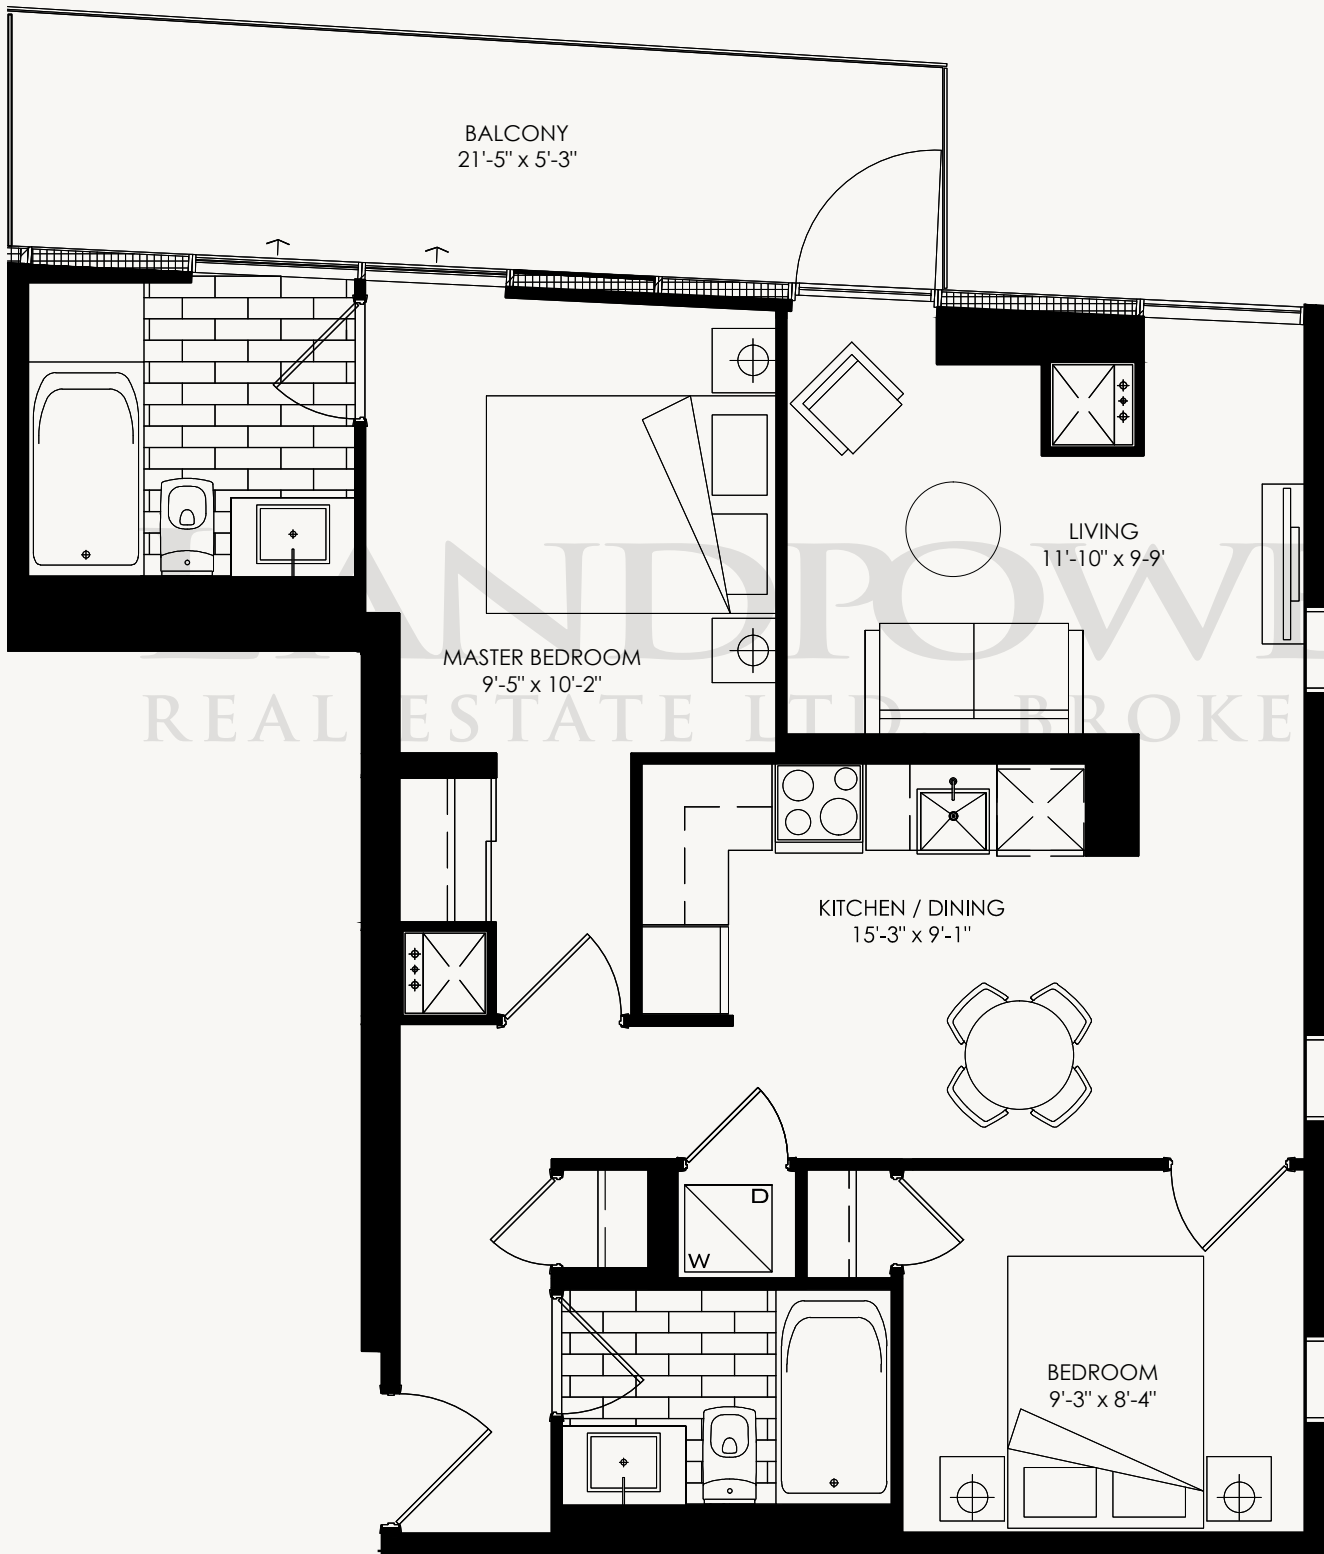 BALCONY
21'-5" x 5'-3"
LIVING
11'-10" x 9-9'
LANDPOWE
MASTER BEDROOM
9'-5" x 10'-2"
REAL ESTATE LTD BROKE
KITCHEN / DINING
15'-3" x 9'-1"
D
W
BEDROOM
9'-3" x 8'-4"